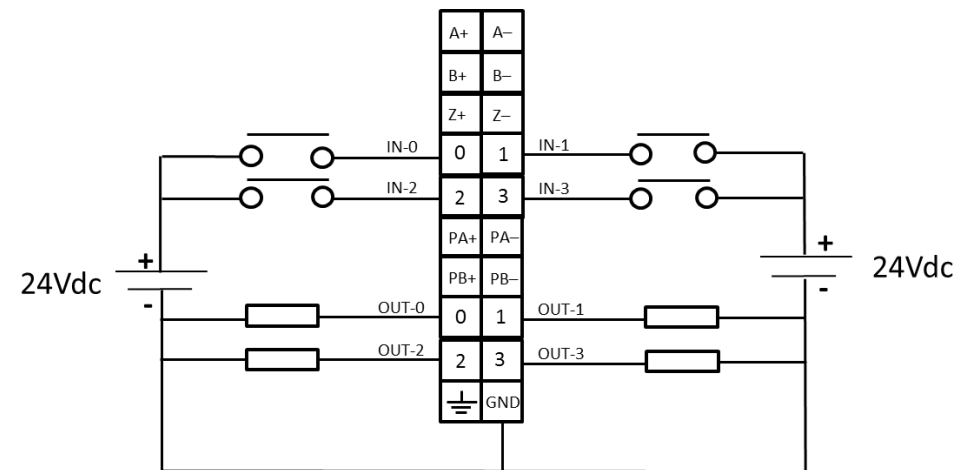 A+ A–
B+ B–
Z+ Z–
IN-0 0 1 IN-1
IN-2 2 3 IN-3
PA+ PA–
+ +
24Vdc PB+ PB– 24Vdc
- -
OUT-0 0 1 OUT-1
OUT-2 2 3 OUT-3
GND